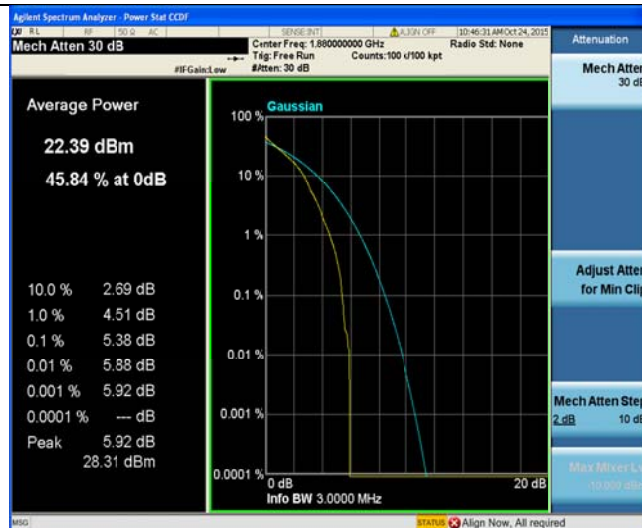 Agilent Spectrum Analyzer - Power Stat CCDF
RL RF 50 Ω AC SENSE:INT ALIGN OFF 10:46:31 AM Oct 24, 2015
Mech Atten 30 dB
Center Freq: 1.880000000 GHz Radio Std: None
Trig: Free Run Counts:100 k/100 kpt
#IFGain:Low #Atten: 30 dB
Attenuation
Mech Atten
30 dB
Average Power
22.39 dBm
45.84 % at 0dB
10.0 % 2.69 dB
1.0 % 4.51 dB
0.1 % 5.38 dB
0.01 % 5.88 dB
0.001 % 5.92 dB
0.0001 % --- dB
Peak 5.92 dB
28.31 dBm
Gaussian
100 %
10 %
1 %
0.1 %
0.01 %
0.001 %
0.0001 %
0 dB 20 dB
Info BW 3.0000 MHz
Adjust Atten
for Min Clip
Mech Atten Step
2 dB 10 dB
Max Mixer Lvl
-10.000 dBm
MSG STATUS Align Now, All required